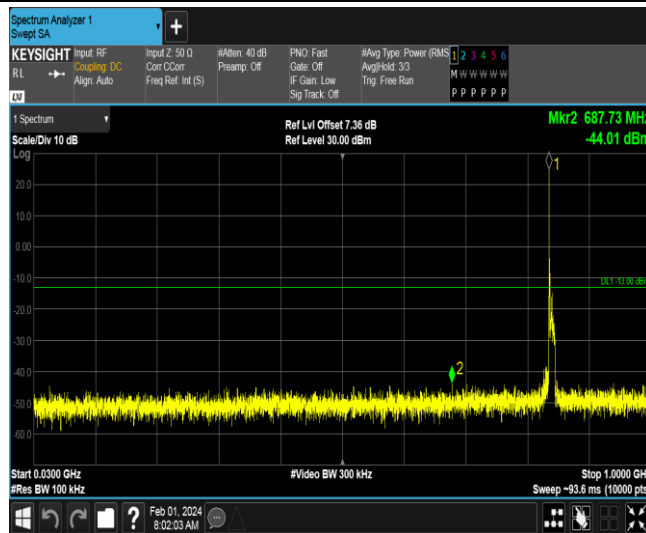 Spectrum Analyzer 1
Swept SA
+
KEYSIGHT
RL
LXI
Input: RF
Coupling: DC
Align: Auto
Input Z: 50 Ω
Corr CCorr
Freq Ref: Int (S)
#Atten: 40 dB
Preamp: Off
PNO: Fast
Gate: Off
IF Gain: Low
Sig Track: Off
#Avg Type: Power (RMS
Avg|Hold: 3/3
Trig: Free Run
1 2 3 4 5 6
M W W W W W
P P P P P P
1 Spectrum
Scale/Div 10 dB
Ref Lvl Offset 7.36 dB
Ref Level 30.00 dBm
Mkr2 687.73 MHz
-44.01 dBm
Log
1
20.0
10.0
0.00
-10.0
DL1 -13.00 dBm
-20.0
-30.0
-40.0
2
-50.0
-60.0
Start 0.0300 GHz
#Res BW 100 kHz
#Video BW 300 kHz
Stop 1.0000 GH
Sweep ~93.6 ms (10000 pts
?
Feb 01, 2024
8:02:03 AM